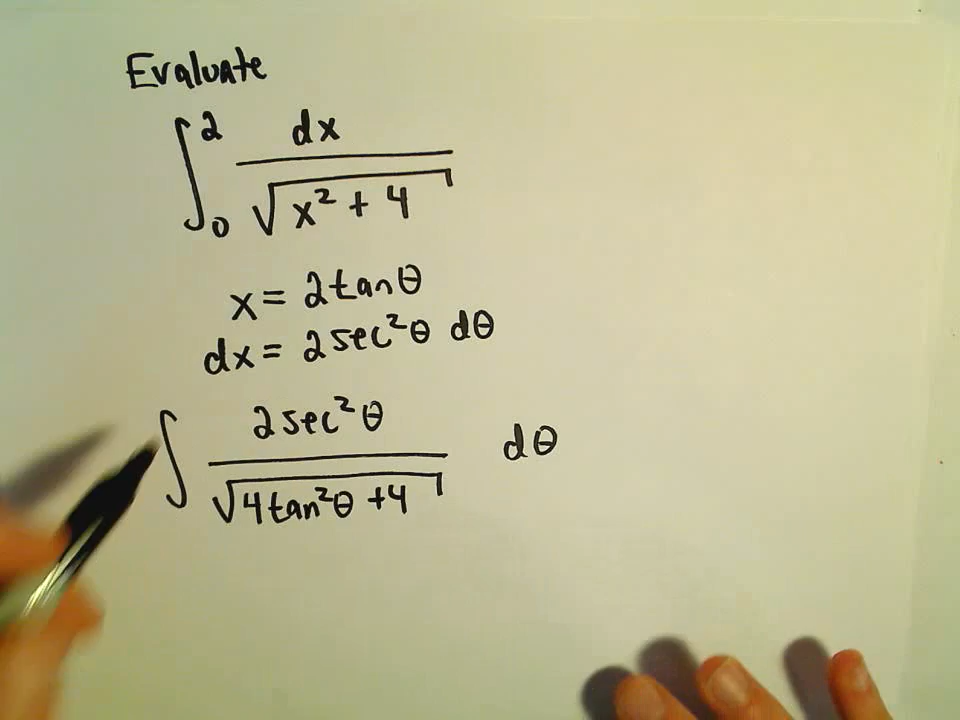 Evaluate
∫₀² dx / √(x² + 4)
x = 2tanθ
dx = 2sec²θ dθ
∫ 2sec²θ / √(4tan²θ + 4) dθ